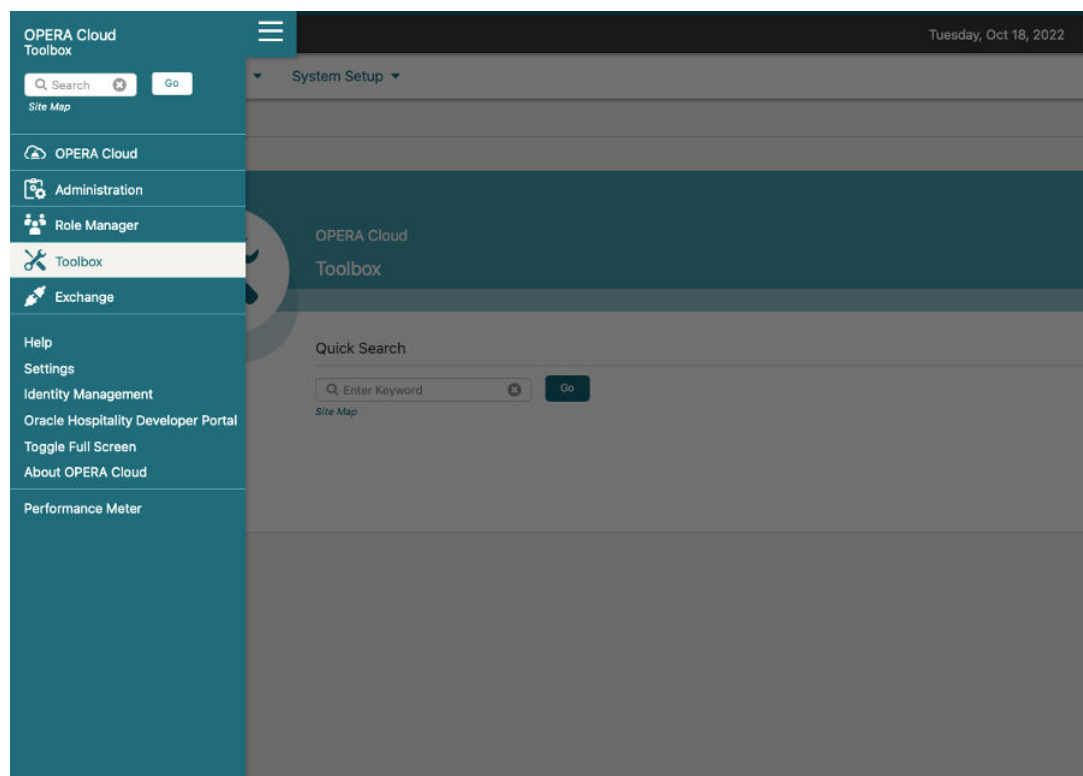 OPERA Cloud
Toolbox
Search
Go
Site Map
OPERA Cloud
Administration
Role Manager
Toolbox
Exchange
Help
Settings
Identity Management
Oracle Hospitality Developer Portal
Toggle Full Screen
About OPERA Cloud
Performance Meter
Tuesday, Oct 18, 2022
System Setup
OPERA Cloud
Toolbox
Quick Search
Enter Keyword
Go
Site Map